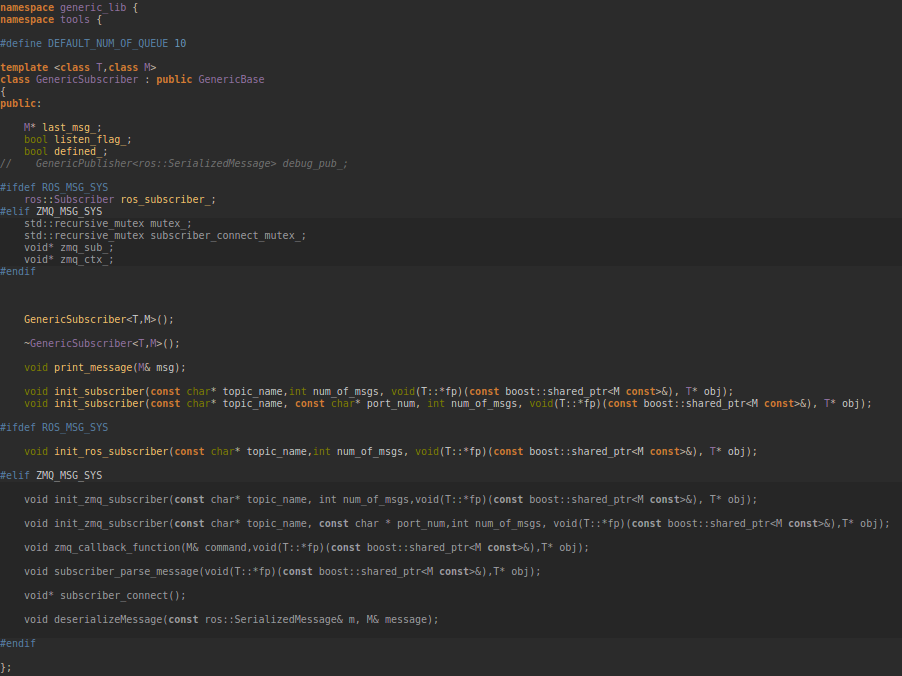 namespace generic_lib {
namespace tools {
#define DEFAULT_NUM_OF_QUEUE 10
template <class T,class M>
class GenericSubscriber : public GenericBase
{
public:
M* last_msg_;
bool listen_flag_;
bool defined_;
// GenericPublisher<ros::SerializedMessage> debug_pub_;
#ifdef ROS_MSG_SYS
ros::Subscriber ros_subscriber_;
#elif ZMQ_MSG_SYS
std::recursive_mutex mutex_;
std::recursive_mutex subscriber_connect_mutex_;
void* zmq_sub_;
void* zmq_ctx_;
#endif
GenericSubscriber<T,M>();
~GenericSubscriber<T,M>();
void print_message(M& msg);
void init_subscriber(const char* topic_name,int num_of_msgs, void(T::*fp)(const boost::shared_ptr<M const>&), T* obj);
void init_subscriber(const char* topic_name, const char* port_num, int num_of_msgs, void(T::*fp)(const boost::shared_ptr<M const>&), T* obj);
#ifdef ROS_MSG_SYS
void init_ros_subscriber(const char* topic_name,int num_of_msgs, void(T::*fp)(const boost::shared_ptr<M const>&), T* obj);
#elif ZMQ_MSG_SYS
void init_zmq_subscriber(const char* topic_name, int num_of_msgs,void(T::*fp)(const boost::shared_ptr<M const>&), T* obj);
void init_zmq_subscriber(const char* topic_name, const char * port_num,int num_of_msgs, void(T::*fp)(const boost::shared_ptr<M const>&),T* obj);
void zmq_callback_function(M& command,void(T::*fp)(const boost::shared_ptr<M const>&),T* obj);
void subscriber_parse_message(void(T::*fp)(const boost::shared_ptr<M const>&),T* obj);
void* subscriber_connect();
void deserializeMessage(const ros::SerializedMessage& m, M& message);
#endif
};